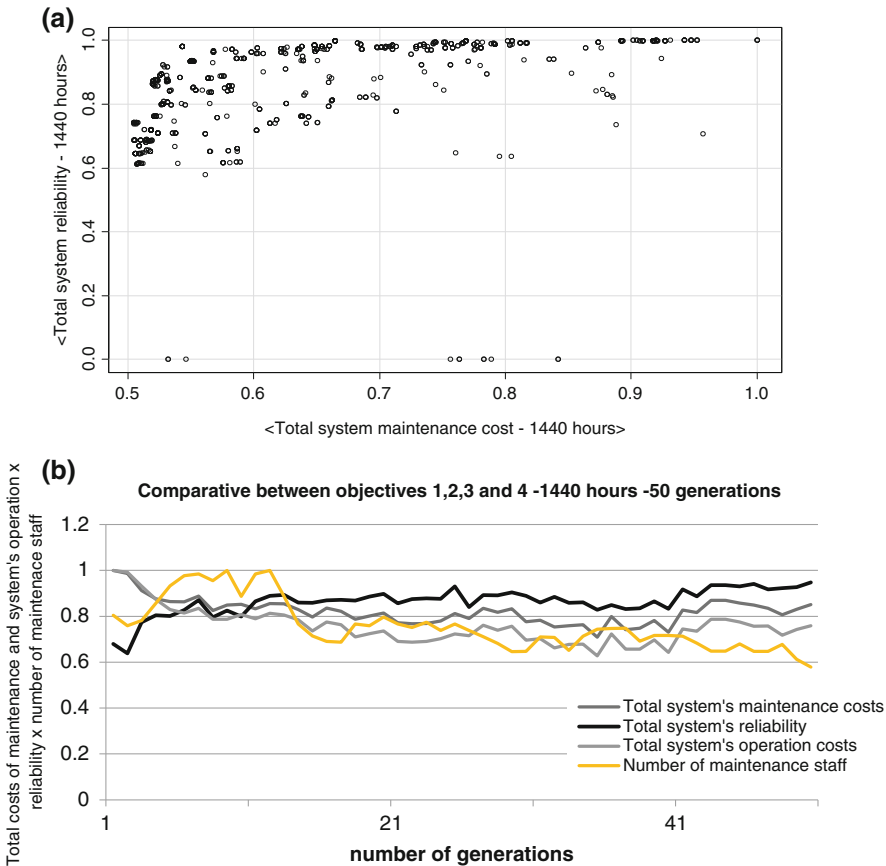 (a)
<Total system reliability - 1440 hours>
1.0
0.8
0.6
0.4
0.2
0.0
0.5
0.6
0.7
0.8
0.9
1.0
<Total system maintenance cost - 1440 hours>
(b)
Comparative between objectives 1,2,3 and 4 -1440 hours -50 generations
Total costs of maintenance and system's operation x
reliability x number of maintenace staff
1.2
1
0.8
0.6
0.4
0.2
0
Total system's maintenance costs
Total system's reliability
Total system's operation costs
Number of maintenance staff
1
21
41
number of generations